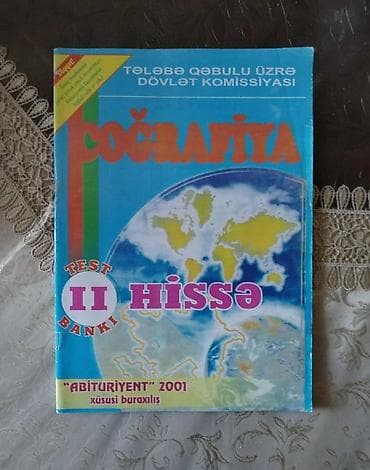 Diqqət!
TƏLƏBƏ QƏBULU ÜZRƏ
DÖVLƏT KOMİSSİYASI
COĞRAFİYA
TEST
II
BANKI
HİSSƏ
"ABİTURİYENT" 2001
xüsusi buraxılış